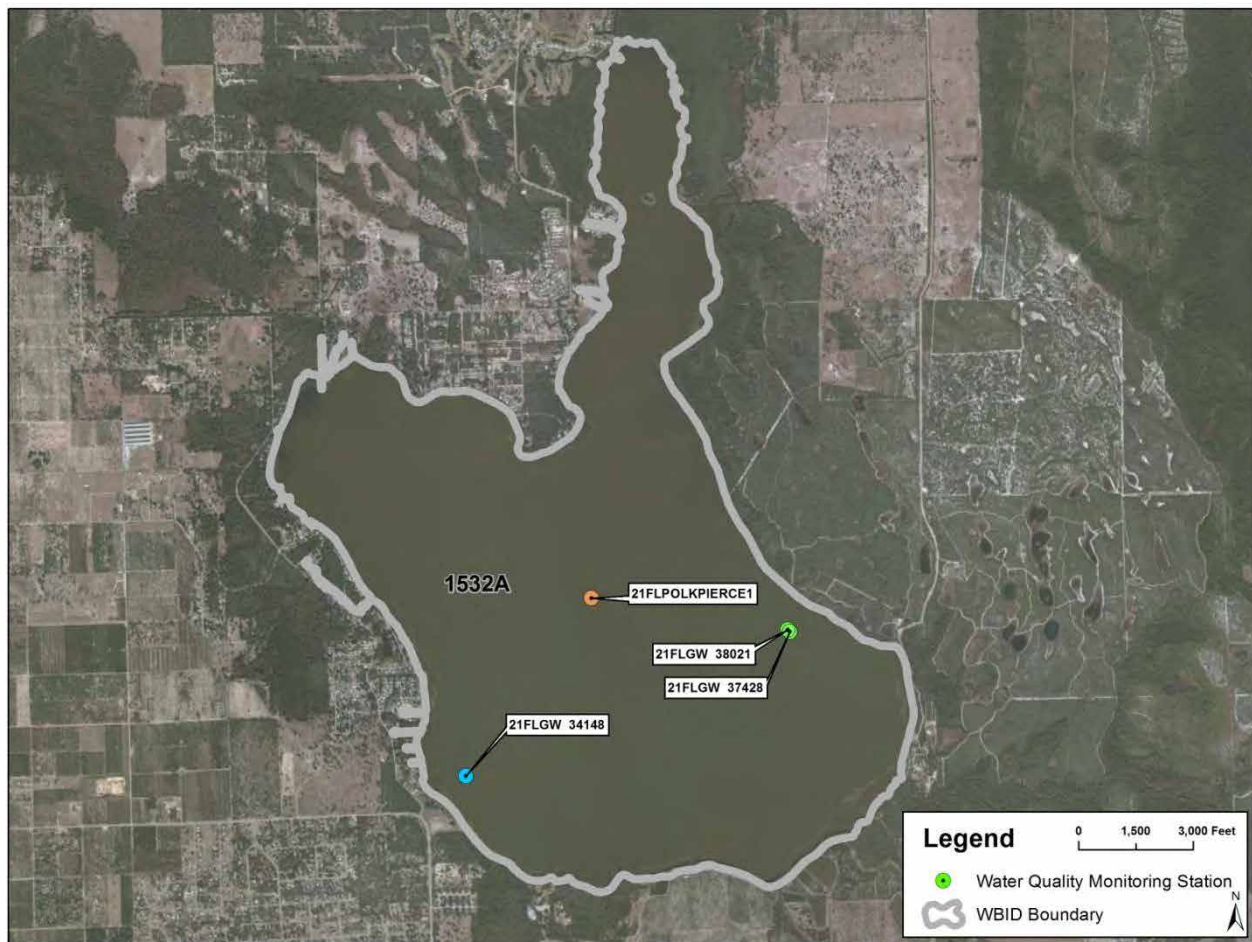 1532A
21FLPOLKPIERCE1
21FLGW 38021
21FLGW 37428
21FLGW 34148
Legend
0 1,500 3,000 Feet
Water Quality Monitoring Station
WBID Boundary
N